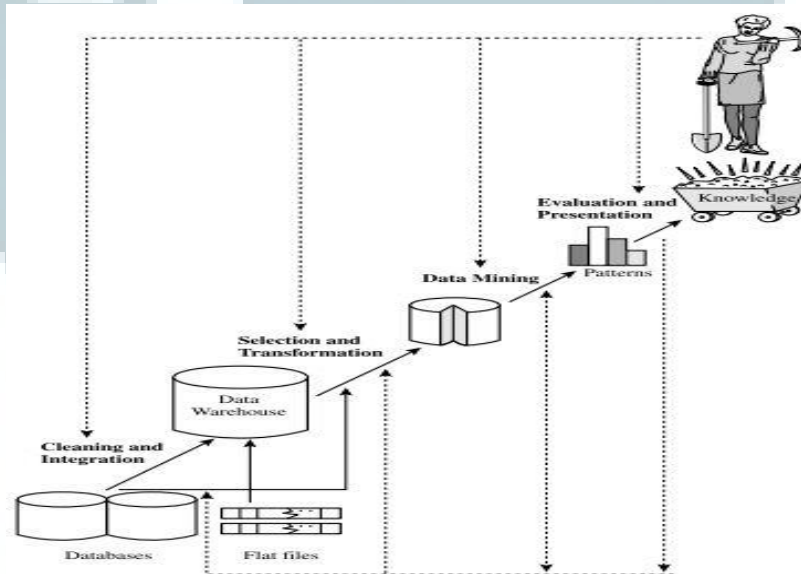 Knowledge
Evaluation and
Presentation
Patterns
Data Mining
Selection and
Transformation
Data
Warehouse
Cleaning and
Integration
Databases
Flat files